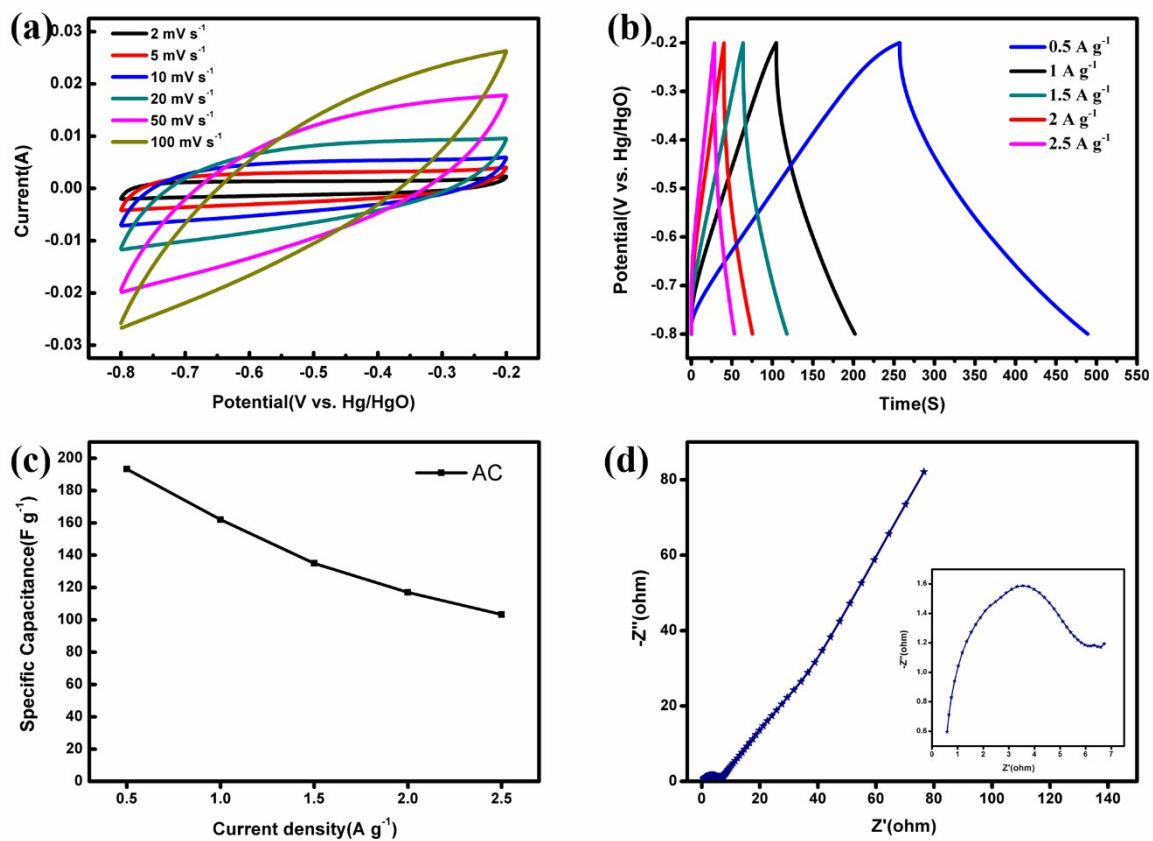 (a)
2 mV s⁻¹
5 mV s⁻¹
10 mV s⁻¹
20 mV s⁻¹
50 mV s⁻¹
100 mV s⁻¹
0.03
0.02
0.01
0.00
-0.01
-0.02
-0.03
Current(A)
-0.8 -0.7 -0.6 -0.5 -0.4 -0.3 -0.2
Potential(V vs. Hg/HgO)
(b)
0.5 A g⁻¹
1 A g⁻¹
1.5 A g⁻¹
2 A g⁻¹
2.5 A g⁻¹
-0.2
-0.3
-0.4
-0.5
-0.6
-0.7
-0.8
Potential(V vs. Hg/HgO)
0 50 100 150 200 250 300 350 400 450 500 550
Time(S)
(c)
AC
200
180
160
140
120
100
80
60
40
20
0
Specific Capacitance(F g⁻¹)
0.5 1.0 1.5 2.0 2.5
Current density(A g⁻¹)
(d)
80
60
40
20
0
-Z''(ohm)
0 20 40 60 80 100 120 140
Z'(ohm)
1.6
1.4
1.2
1.0
0.8
0.6
-Z''(ohm)
0 1 2 3 4 5 6 7
Z'(ohm)